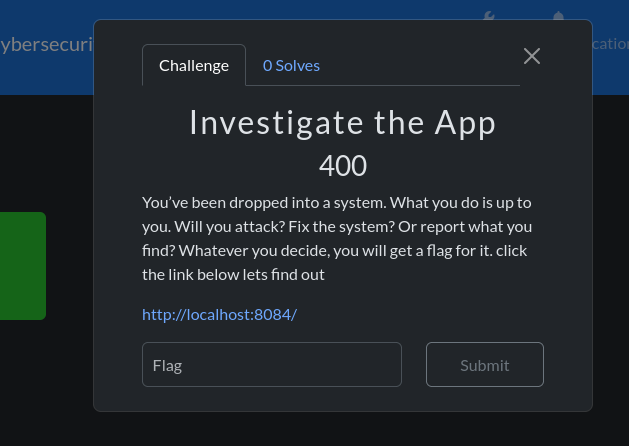 ybersecuri
cation
Challenge
0 Solves
Investigate the App
400
You’ve been dropped into a system. What you do is up to
you. Will you attack? Fix the system? Or report what you
find? Whatever you decide, you will get a flag for it. click
the link below lets find out
http://localhost:8084/
Flag
Submit